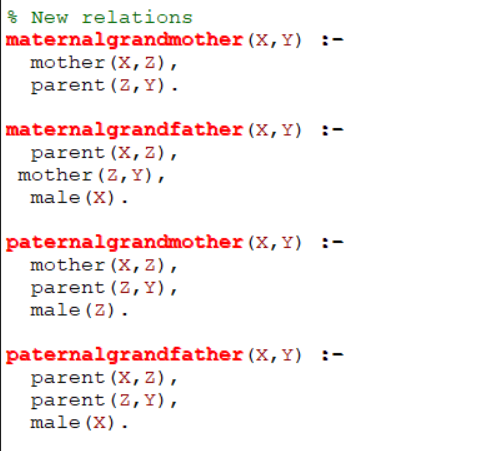 % New relations
maternalgrandmother(X,Y) :-
  mother(X,Z),
  parent(Z,Y).

maternalgrandfather(X,Y) :-
  parent(X,Z),
 mother(Z,Y),
  male(X).

paternalgrandmother(X,Y) :-
  mother(X,Z),
  parent(Z,Y),
  male(Z).

paternalgrandfather(X,Y) :-
  parent(X,Z),
  parent(Z,Y),
  male(X).